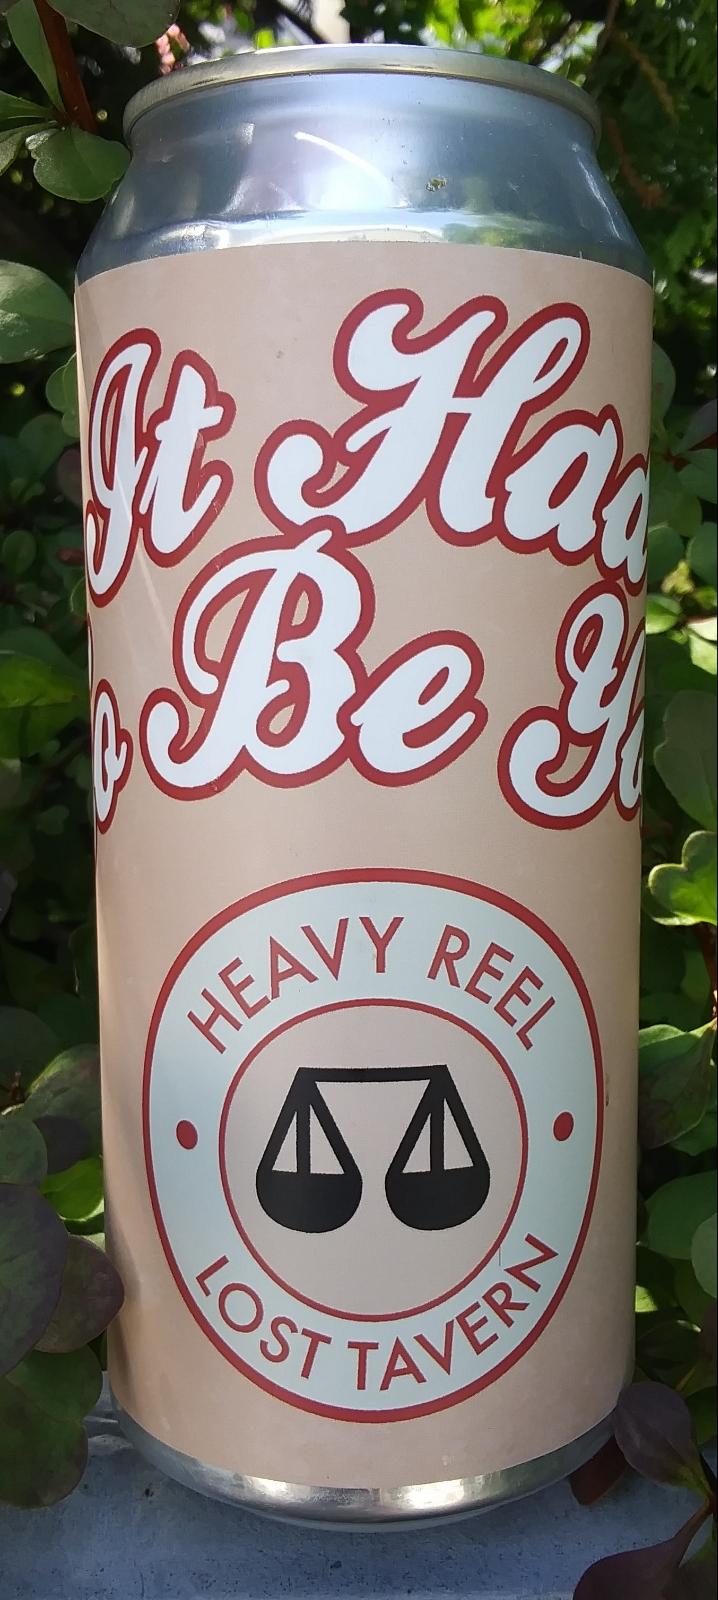 It Had
Be
HEAVY REEL
LOST TAVERN